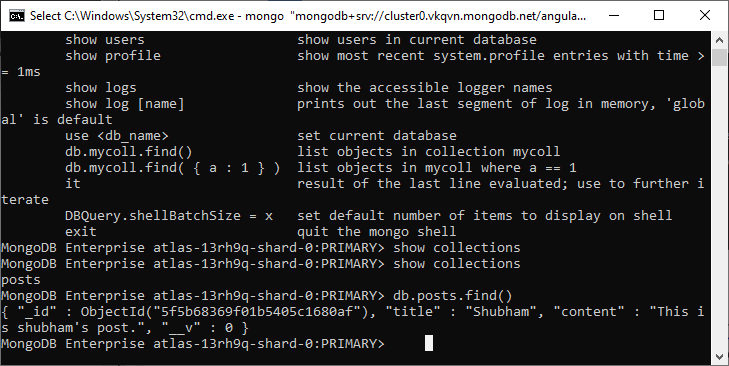 Select C:\Windows\System32\cmd.exe - mongo  "mongodb+srv://cluster0.vkqvn.mongodb.net/angula...
        show users                   show users in current database
        show profile                 show most recent system.profile entries with time >
= 1ms
        show logs                    show the accessible logger names
        show log [name]              prints out the last segment of log in memory, 'glob
al' is default
        use <db_name>                set current database
        db.mycoll.find()             list objects in collection mycoll
        db.mycoll.find( { a : 1 } )  list objects in mycoll where a == 1
        it                           result of the last line evaluated; use to further i
terate
        DBQuery.shellBatchSize = x   set default number of items to display on shell
        exit                         quit the mongo shell
MongoDB Enterprise atlas-13rh9q-shard-0:PRIMARY> show collections
MongoDB Enterprise atlas-13rh9q-shard-0:PRIMARY> show collections
posts
MongoDB Enterprise atlas-13rh9q-shard-0:PRIMARY> db.posts.find()
{ "_id" : ObjectId("5f5b68369f01b5405c1680af"), "title" : "Shubham", "content" : "This i
s shubham's post.", "__v" : 0 }
MongoDB Enterprise atlas-13rh9q-shard-0:PRIMARY>